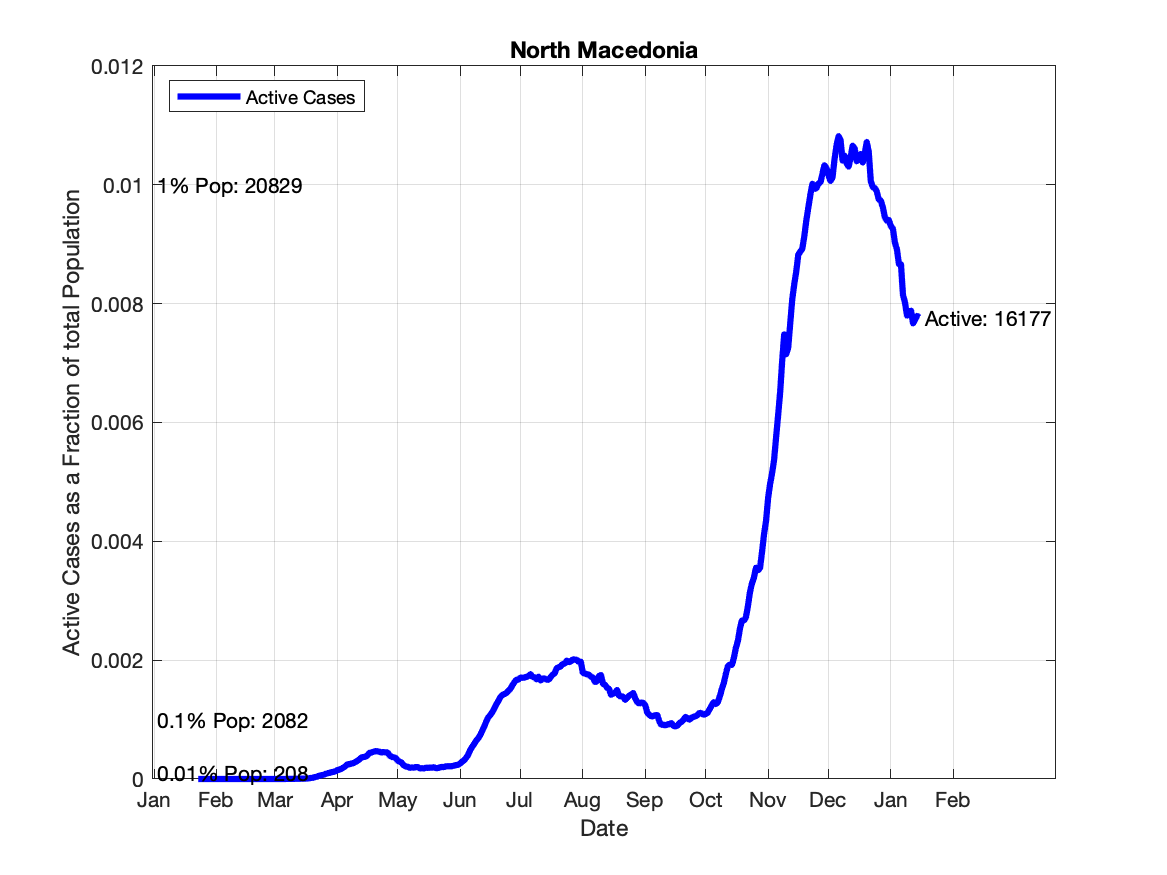 North Macedonia
0.012
Active Cases
0.01
1% Pop: 20829
0.008
Active: 16177
0.006
0.004
0.002
0.1% Pop: 2082
0.01% Pop: 208
0
Jan Feb Mar Apr May Jun Jul Aug Sep Oct Nov Dec Jan Feb
Date
Active Cases as a Fraction of total Population